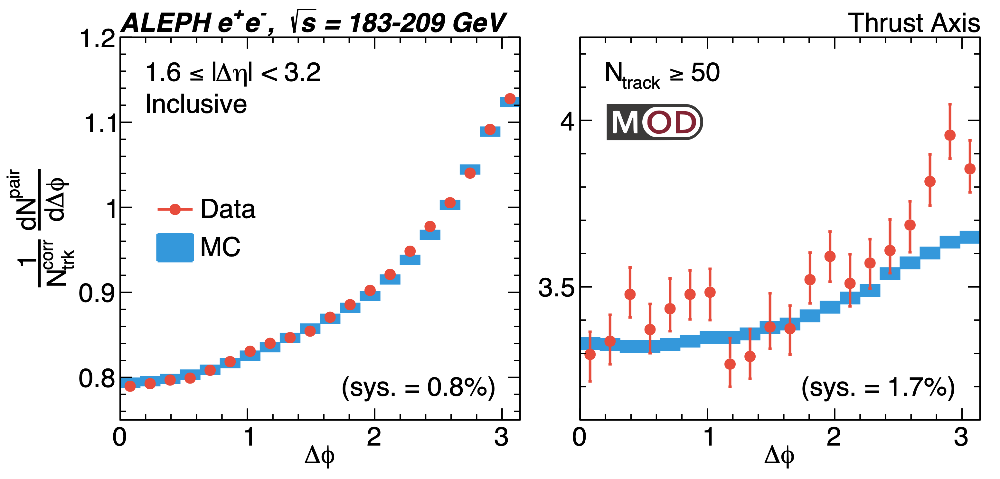 ALEPH e⁺e⁻, √s = 183-209 GeV
Thrust Axis
1.6 ≤ |Δη| < 3.2
Inclusive
Data
MC
(sys. = 0.8%)
1.2
1.1
1
0.9
0.8
0 1 2 3
Δϕ
1/N_trk^corr dN^pair/dΔϕ
N_track ≥ 50
MOD
(sys. = 1.7%)
4
3.5
0 1 2 3
Δϕ